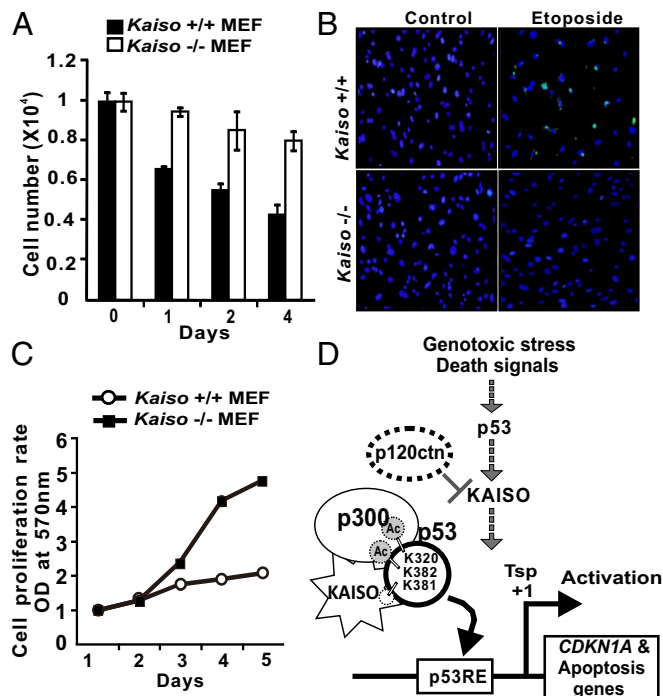 A
Kaiso +/+ MEF
Kaiso -/- MEF
Cell number (X10⁴)
1.2
1
0.8
0.6
0.4
0.2
0
0 1 2 4
Days
B
Control Etoposide
Kaiso +/+
Kaiso -/-
C
Kaiso +/+ MEF
Kaiso -/- MEF
Cell proliferation rate
OD at 570nm
6
5
4
3
2
1
0
1 2 3 4 5
Days
D
Genotoxic stress
Death signals
p53
p120ctn
KAISO
p300
Ac
p53
Ac
K320
K382
K381
KAISO
Tsp
+1
Activation
p53RE
CDKN1A &
Apoptosis
genes